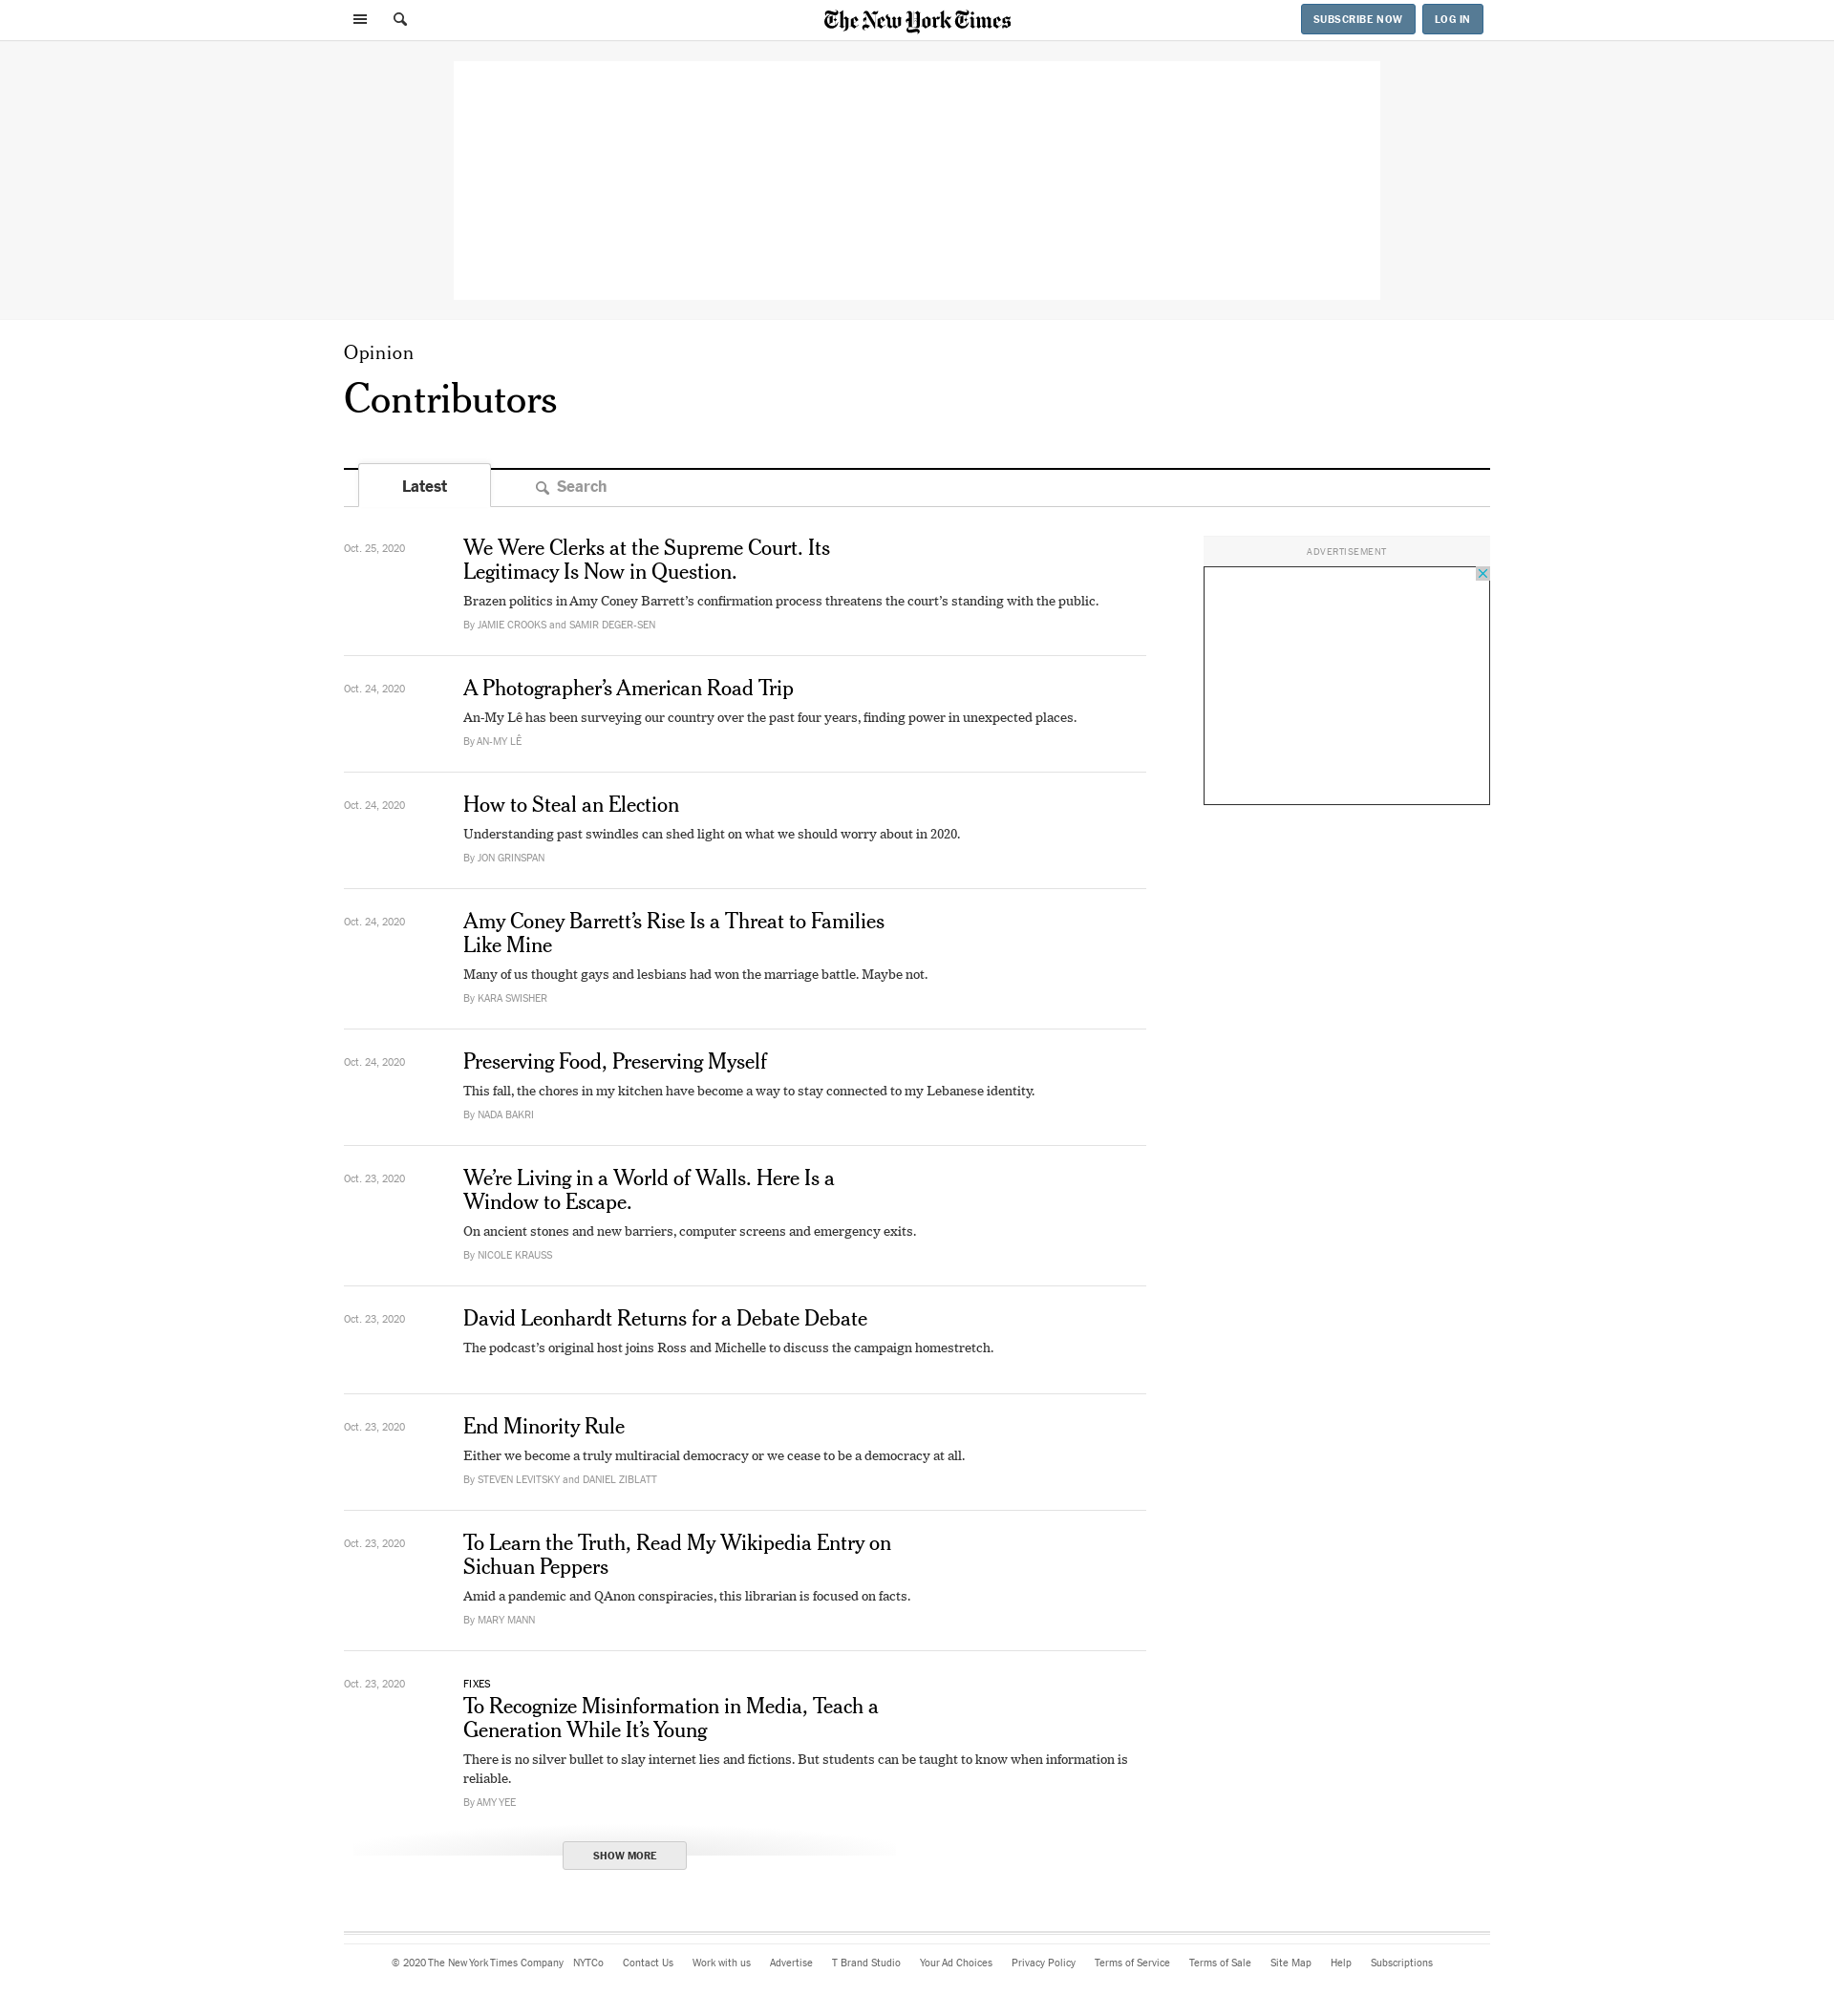 The New York Times
SUBSCRIBE NOW
LOG IN
Opinion
Contributors
Latest
Search
Oct. 25, 2020
We Were Clerks at the Supreme Court. Its
Legitimacy Is Now in Question.
Brazen politics in Amy Coney Barrett’s confirmation process threatens the court’s standing with the public.
By JAMIE CROOKS and SAMIR DEGER-SEN
ADVERTISEMENT
Oct. 24, 2020
A Photographer’s American Road Trip
An-My Lê has been surveying our country over the past four years, finding power in unexpected places.
By AN-MY LÊ
Oct. 24, 2020
How to Steal an Election
Understanding past swindles can shed light on what we should worry about in 2020.
By JON GRINSPAN
Oct. 24, 2020
Amy Coney Barrett’s Rise Is a Threat to Families
Like Mine
Many of us thought gays and lesbians had won the marriage battle. Maybe not.
By KARA SWISHER
Oct. 24, 2020
Preserving Food, Preserving Myself
This fall, the chores in my kitchen have become a way to stay connected to my Lebanese identity.
By NADA BAKRI
Oct. 23, 2020
We’re Living in a World of Walls. Here Is a
Window to Escape.
On ancient stones and new barriers, computer screens and emergency exits.
By NICOLE KRAUSS
Oct. 23, 2020
David Leonhardt Returns for a Debate Debate
The podcast’s original host joins Ross and Michelle to discuss the campaign homestretch.
Oct. 23, 2020
End Minority Rule
Either we become a truly multiracial democracy or we cease to be a democracy at all.
By STEVEN LEVITSKY and DANIEL ZIBLATT
Oct. 23, 2020
To Learn the Truth, Read My Wikipedia Entry on
Sichuan Peppers
Amid a pandemic and QAnon conspiracies, this librarian is focused on facts.
By MARY MANN
Oct. 23, 2020
FIXES
To Recognize Misinformation in Media, Teach a
Generation While It’s Young
There is no silver bullet to slay internet lies and fictions. But students can be taught to know when information is
reliable.
By AMY YEE
SHOW MORE
© 2020 The New York Times Company NYTCo Contact Us Work with us Advertise T Brand Studio Your Ad Choices Privacy Policy Terms of Service Terms of Sale Site Map Help Subscriptions